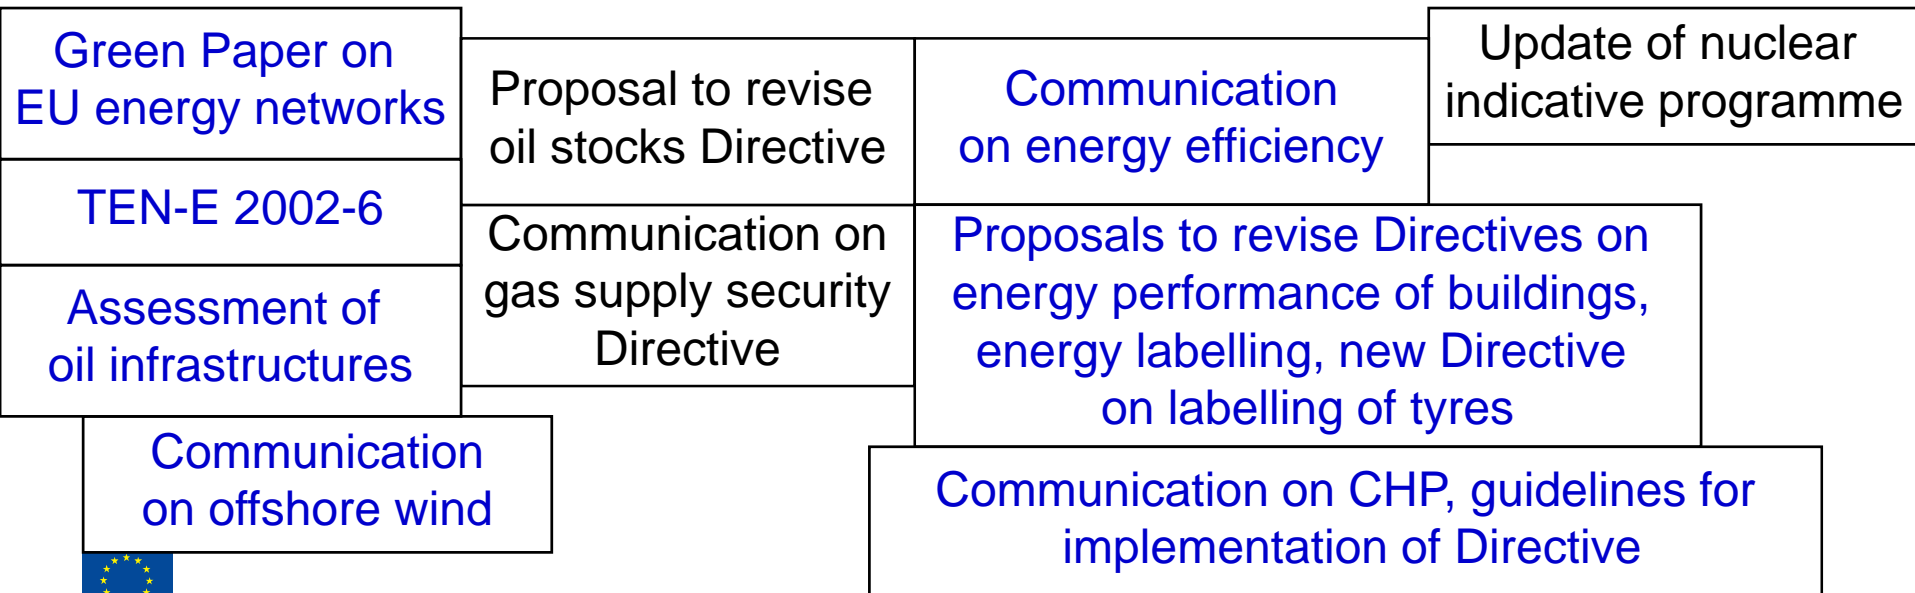 Green Paper on
EU energy networks
TEN-E 2002-6
Assessment of
oil infrastructures
Communication
on offshore wind
Proposal to revise
oil stocks Directive
Communication on
gas supply security
Directive
Communication
on energy efficiency
Proposals to revise Directives on
energy performance of buildings,
energy labelling, new Directive
on labelling of tyres
Communication on CHP, guidelines for
implementation of Directive
Update of nuclear
indicative programme